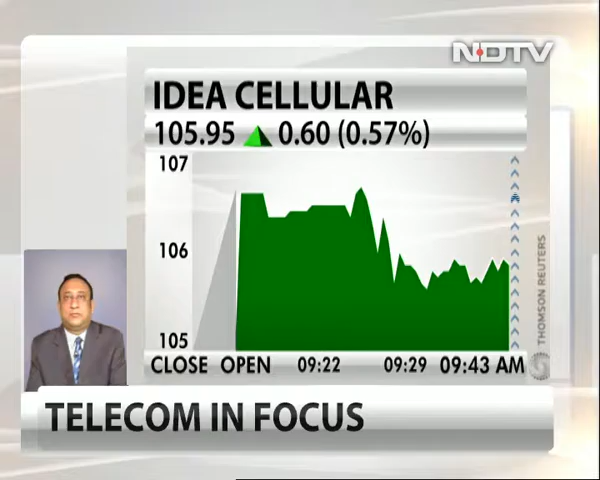 NDTV
IDEA CELLULAR
105.95 0.60 (0.57%)
107
106
105
CLOSE OPEN 09:22 09:29 09:43 AM
THOMSON REUTERS
TELECOM IN FOCUS